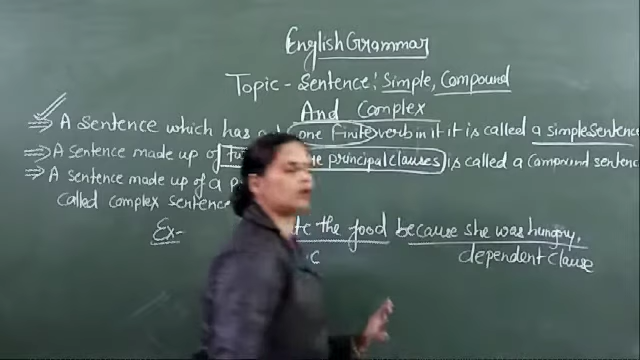 English Grammar
Topic - Sentence: Simple, Compound
And Complex
A sentence which has one finite verb in it it is called a simple sentence
A sentence made up of principal clauses is called a compound sentence
A sentence made up of a
called complex sentence
Ex- the food because she was hungry.
dependent clause